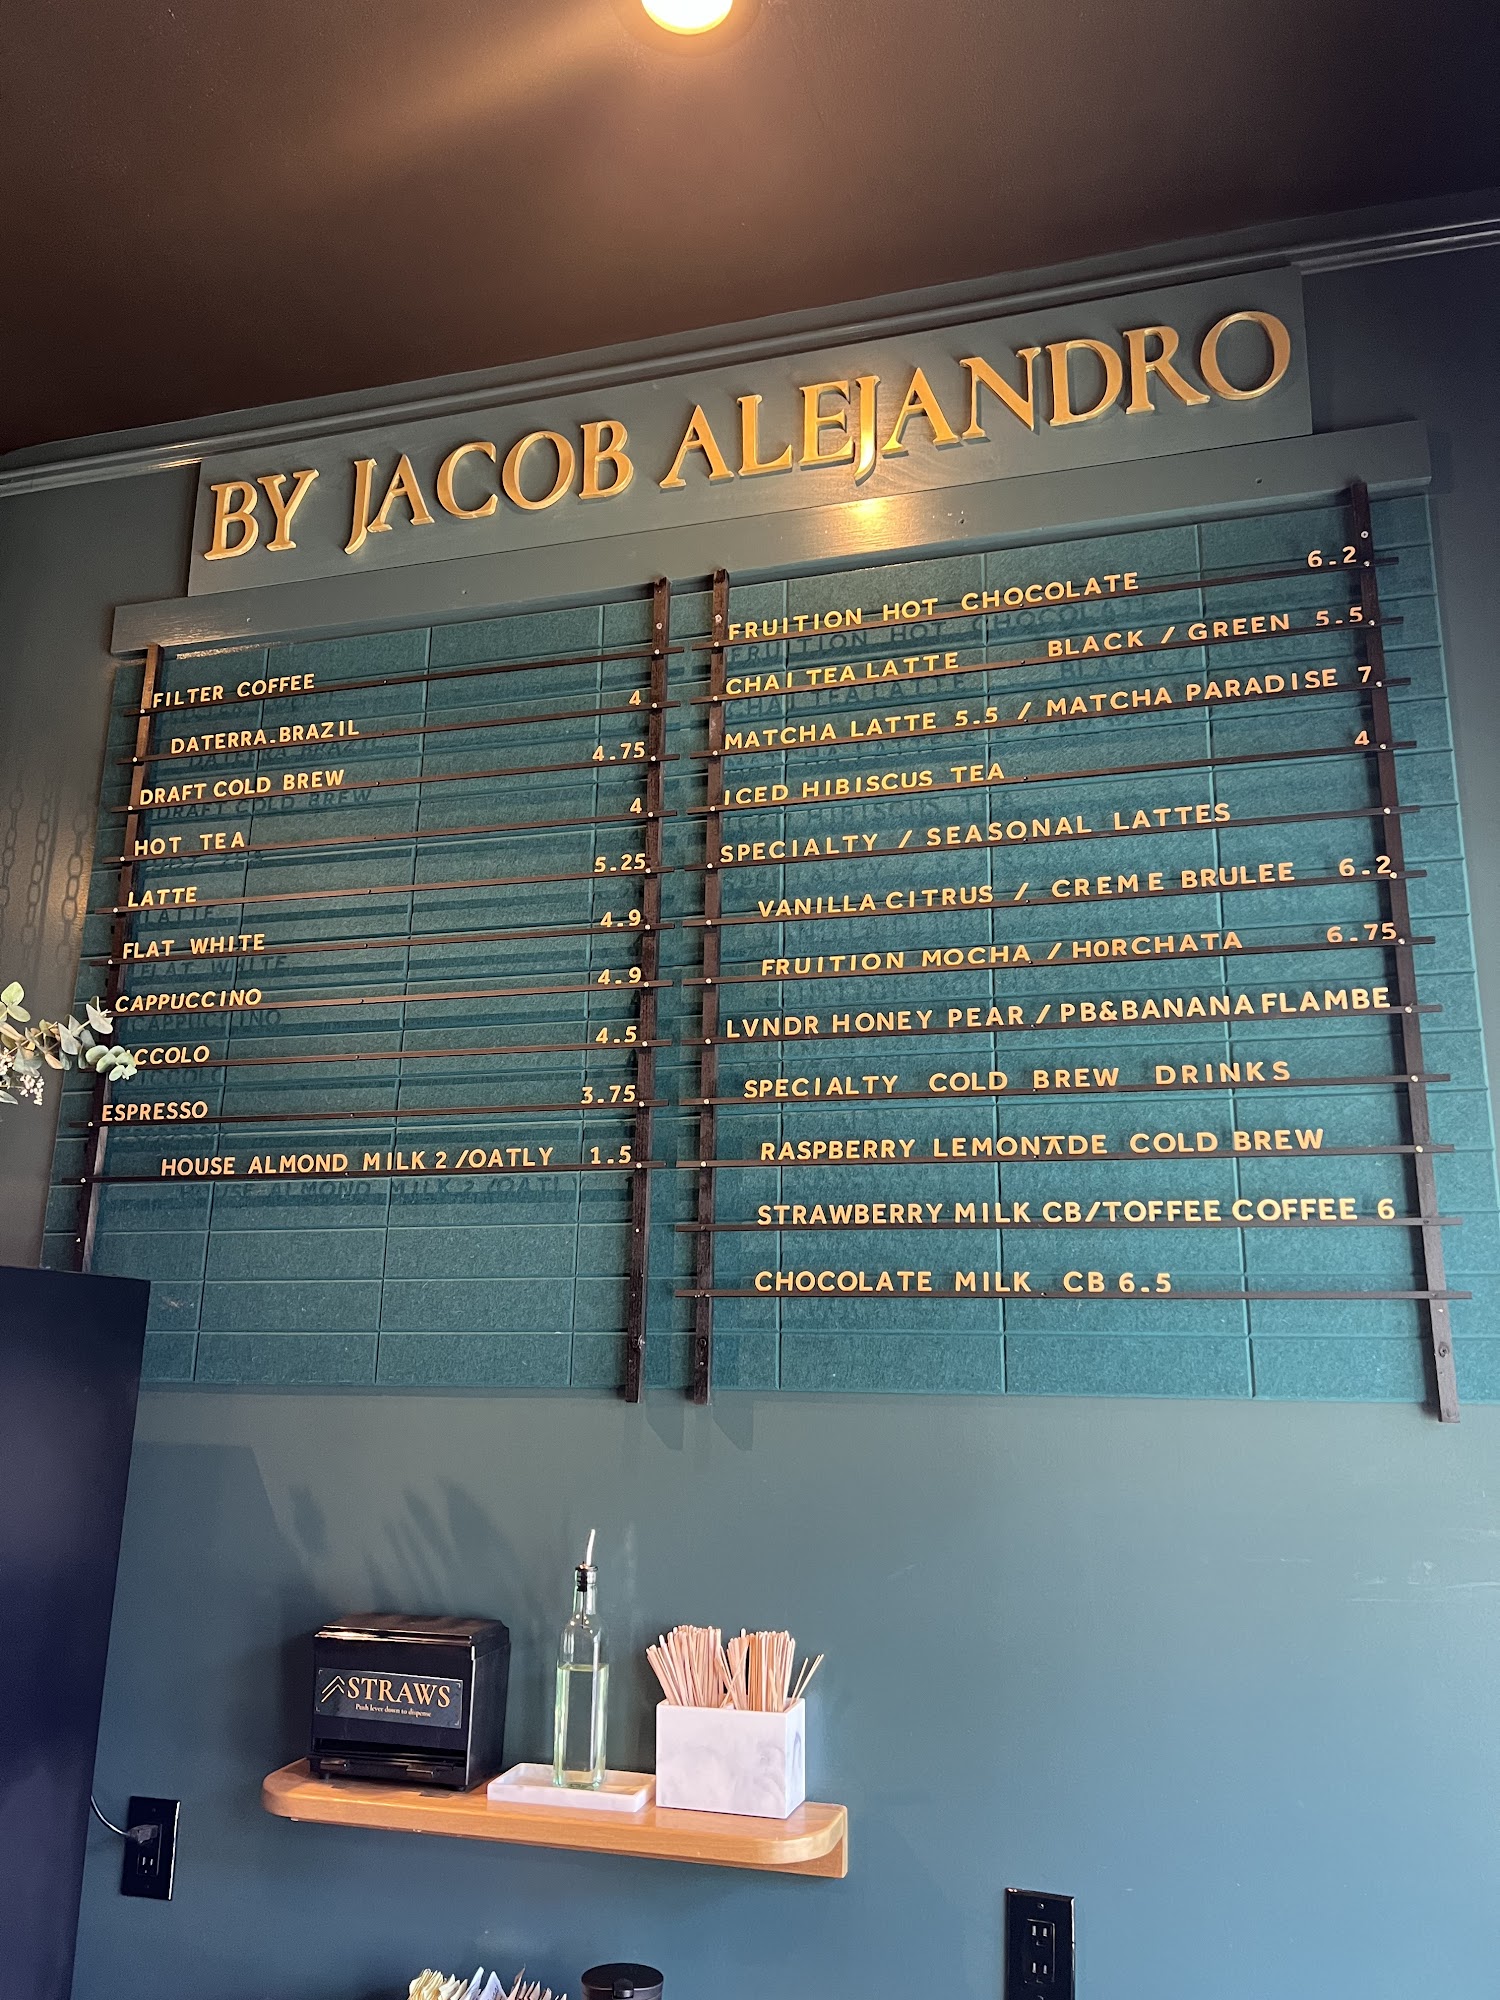 BY JACOB ALEJANDRO
FILTER COFFEE
DATERRA.BRAZIL 4
DRAFT COLD BREW 4.75
HOT TEA 4
LATTE 5.25
FLAT WHITE 4.9
CAPPUCCINO 4.9
CCOLO 4.5
ESPRESSO 3.75
HOUSE ALMOND MILK 2 /OATLY 1.5
FRUITION HOT CHOCOLATE 6.2
CHAI TEA LATTE BLACK / GREEN 5.5
MATCHA LATTE 5.5 / MATCHA PARADISE 7
ICED HIBISCUS TEA 4
SPECIALTY / SEASONAL LATTES
VANILLA CITRUS / CREME BRULEE 6.2
FRUITION MOCHA / HORCHATA 6.75
LVNDR HONEY PEAR / PB&BANANA FLAMBE
SPECIALTY COLD BREW DRINKS
RASPBERRY LEMONADE COLD BREW
STRAWBERRY MILK CB/TOFFEE COFFEE 6
CHOCOLATE MILK CB 6.5
STRAWS
Push lever down to dispense